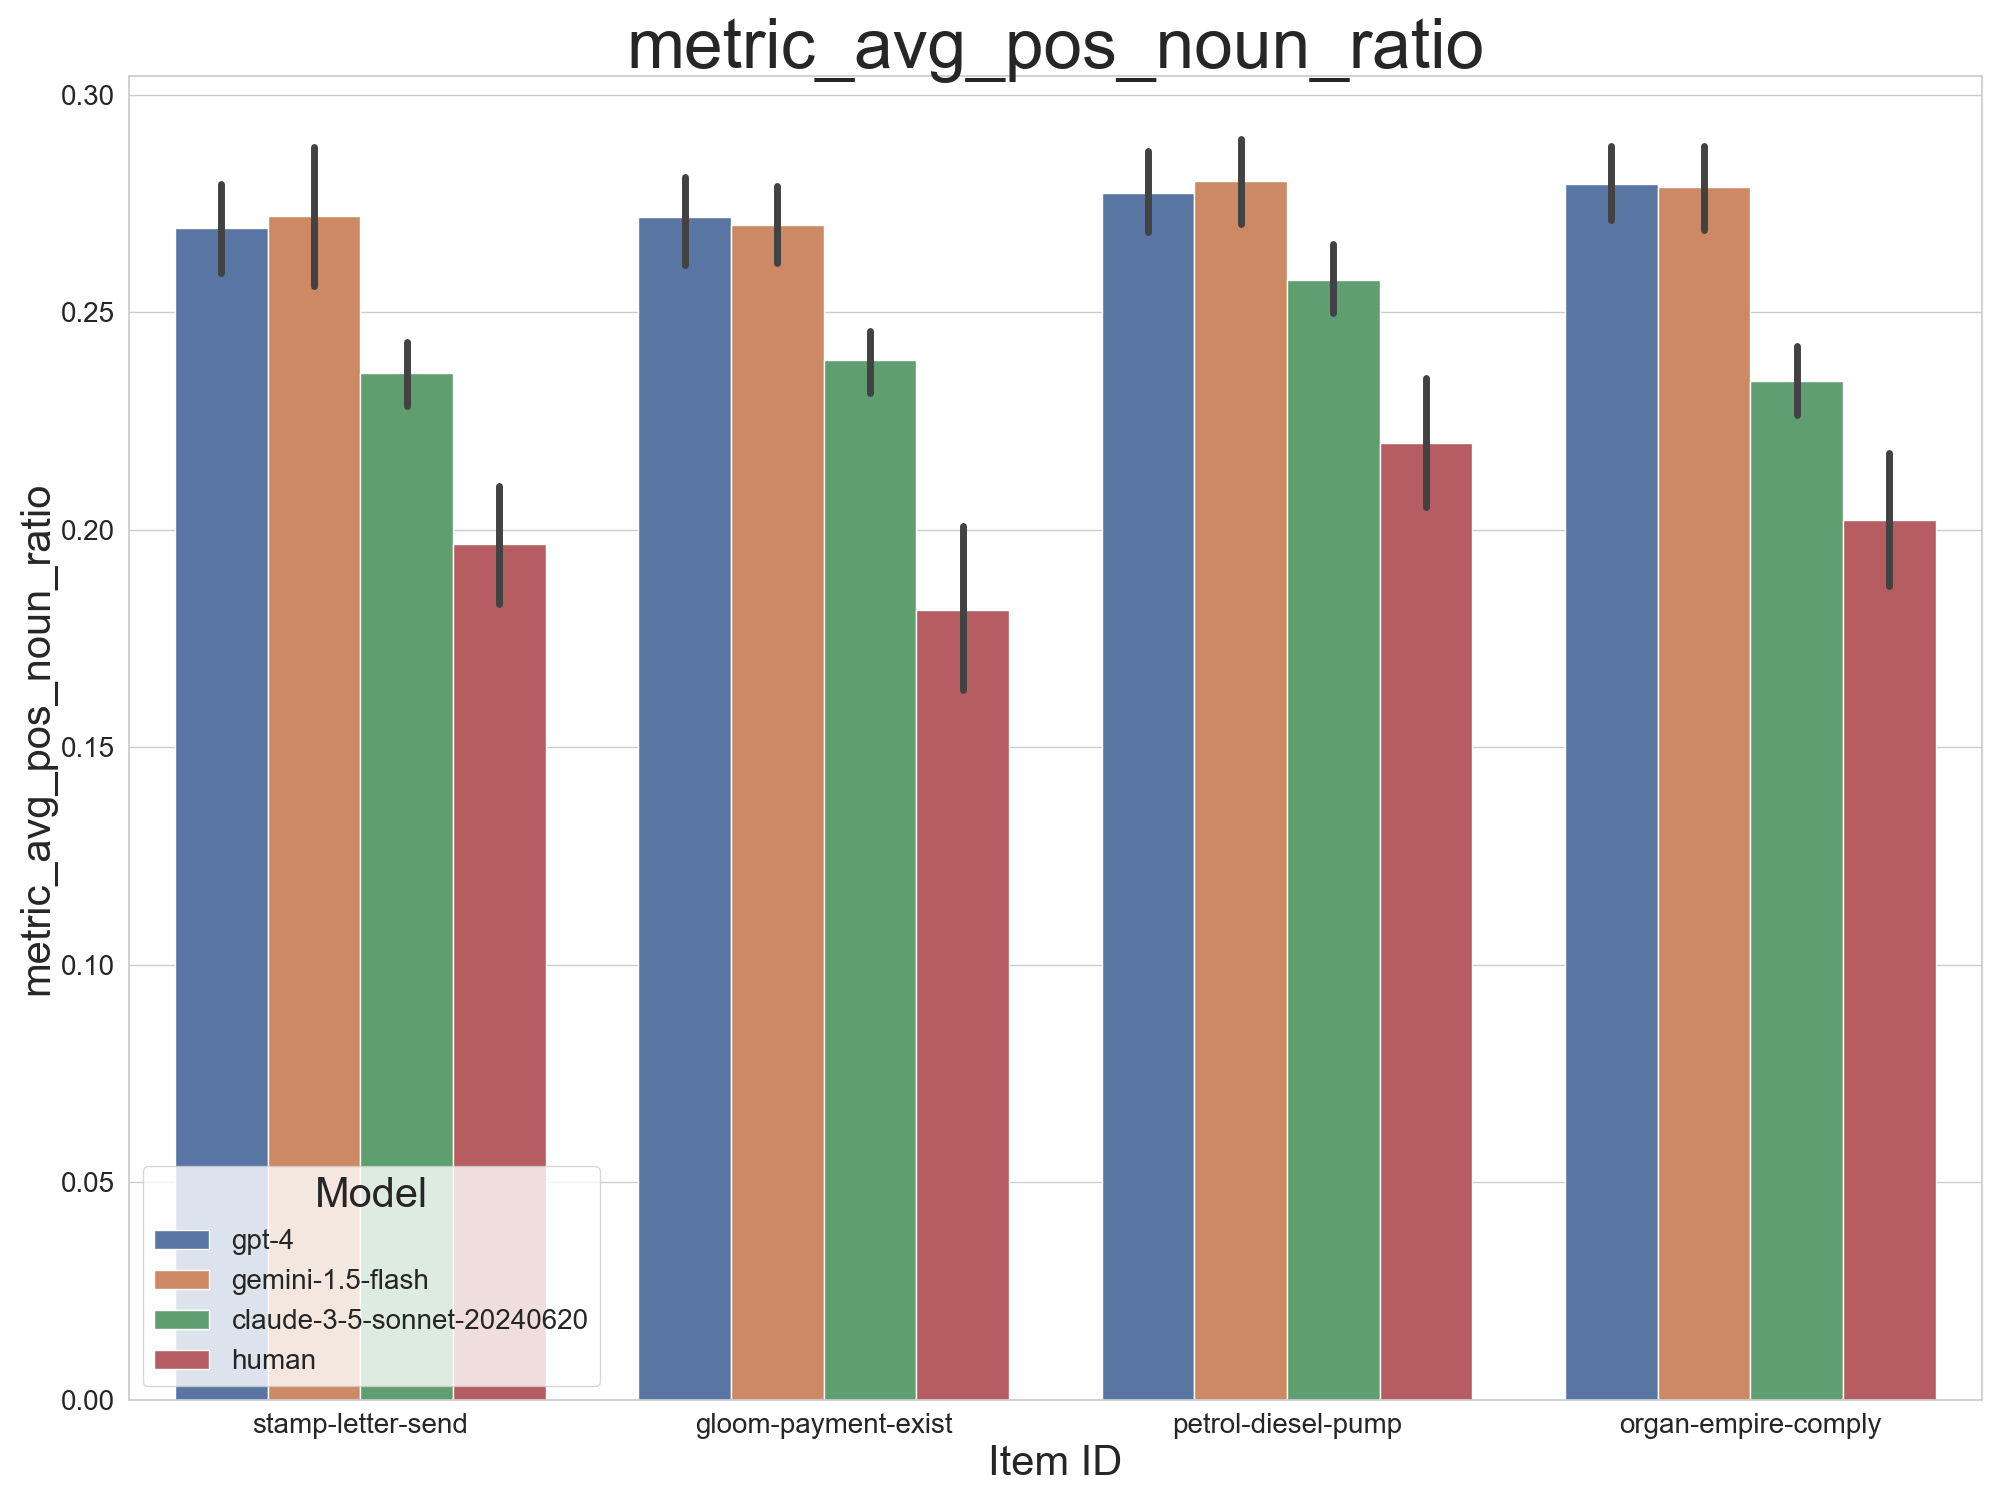 metric_avg_pos_noun_ratio
metric_avg_pos_noun_ratio
0.30
0.25
0.20
0.15
0.10
0.05
0.00
Model
gpt-4
gemini-1.5-flash
claude-3-5-sonnet-20240620
human
stamp-letter-send
gloom-payment-exist
petrol-diesel-pump
organ-empire-comply
Item ID